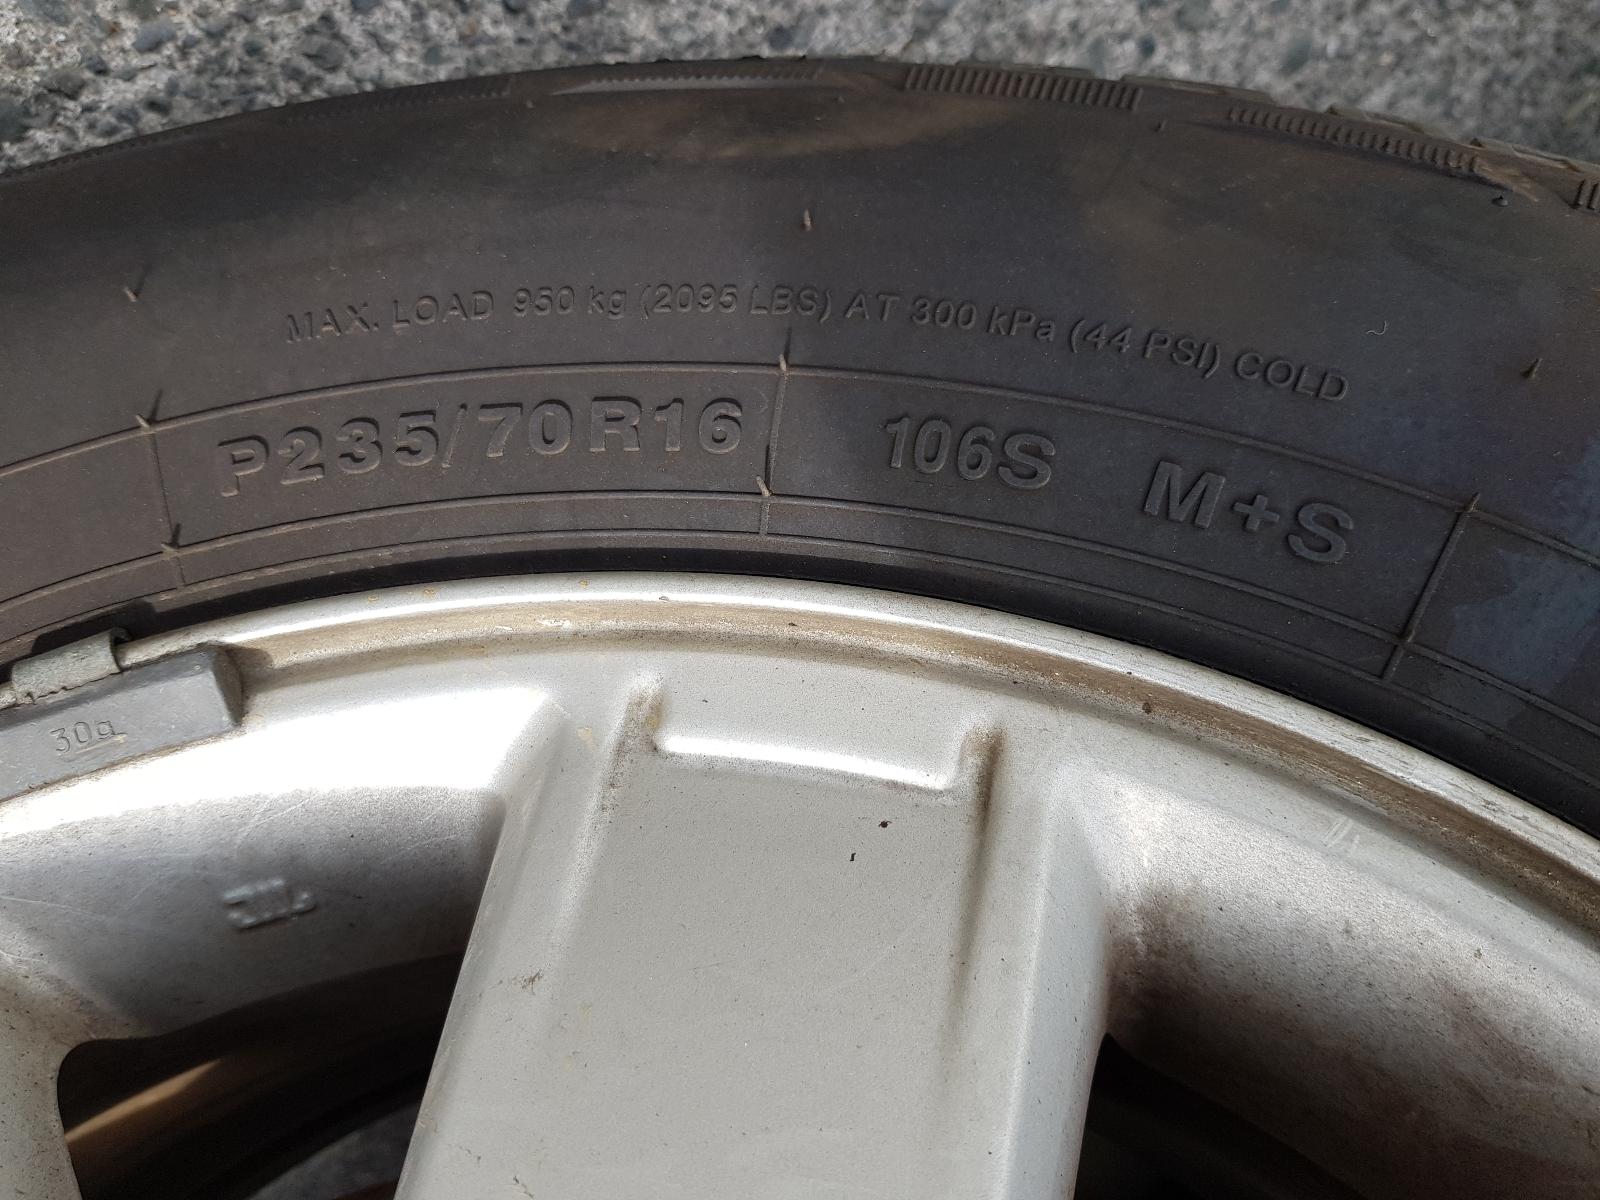 MAX. LOAD 950 kg (2095 LBS) AT 300 kPa (44 PSI) COLD
P235/70R16 106S M+S
30g